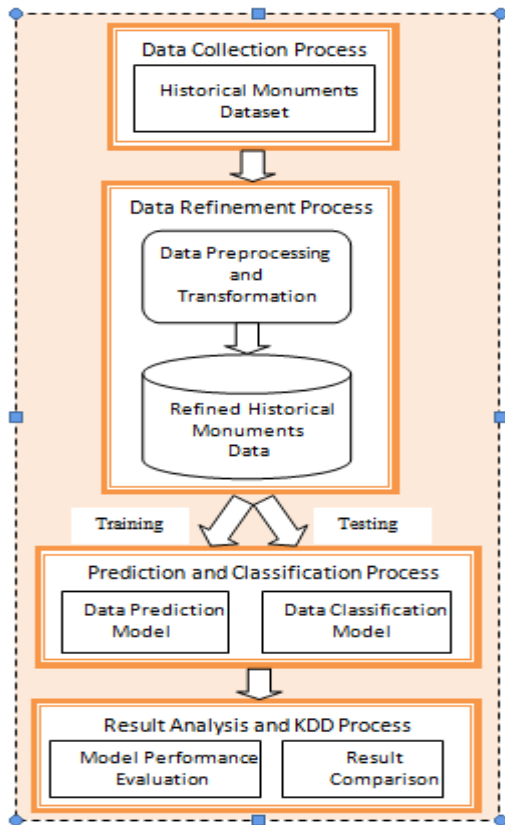 Data Collection Process
Historical Monuments
Dataset
Data Refinement Process
Data Preprocessing
and
Transformation
Refined Historical
Monuments
Data
Training
Testing
Prediction and Classification Process
Data Prediction
Model
Data Classification
Model
Result Analysis and KDD Process
Model Performance
Evaluation
Result
Comparison